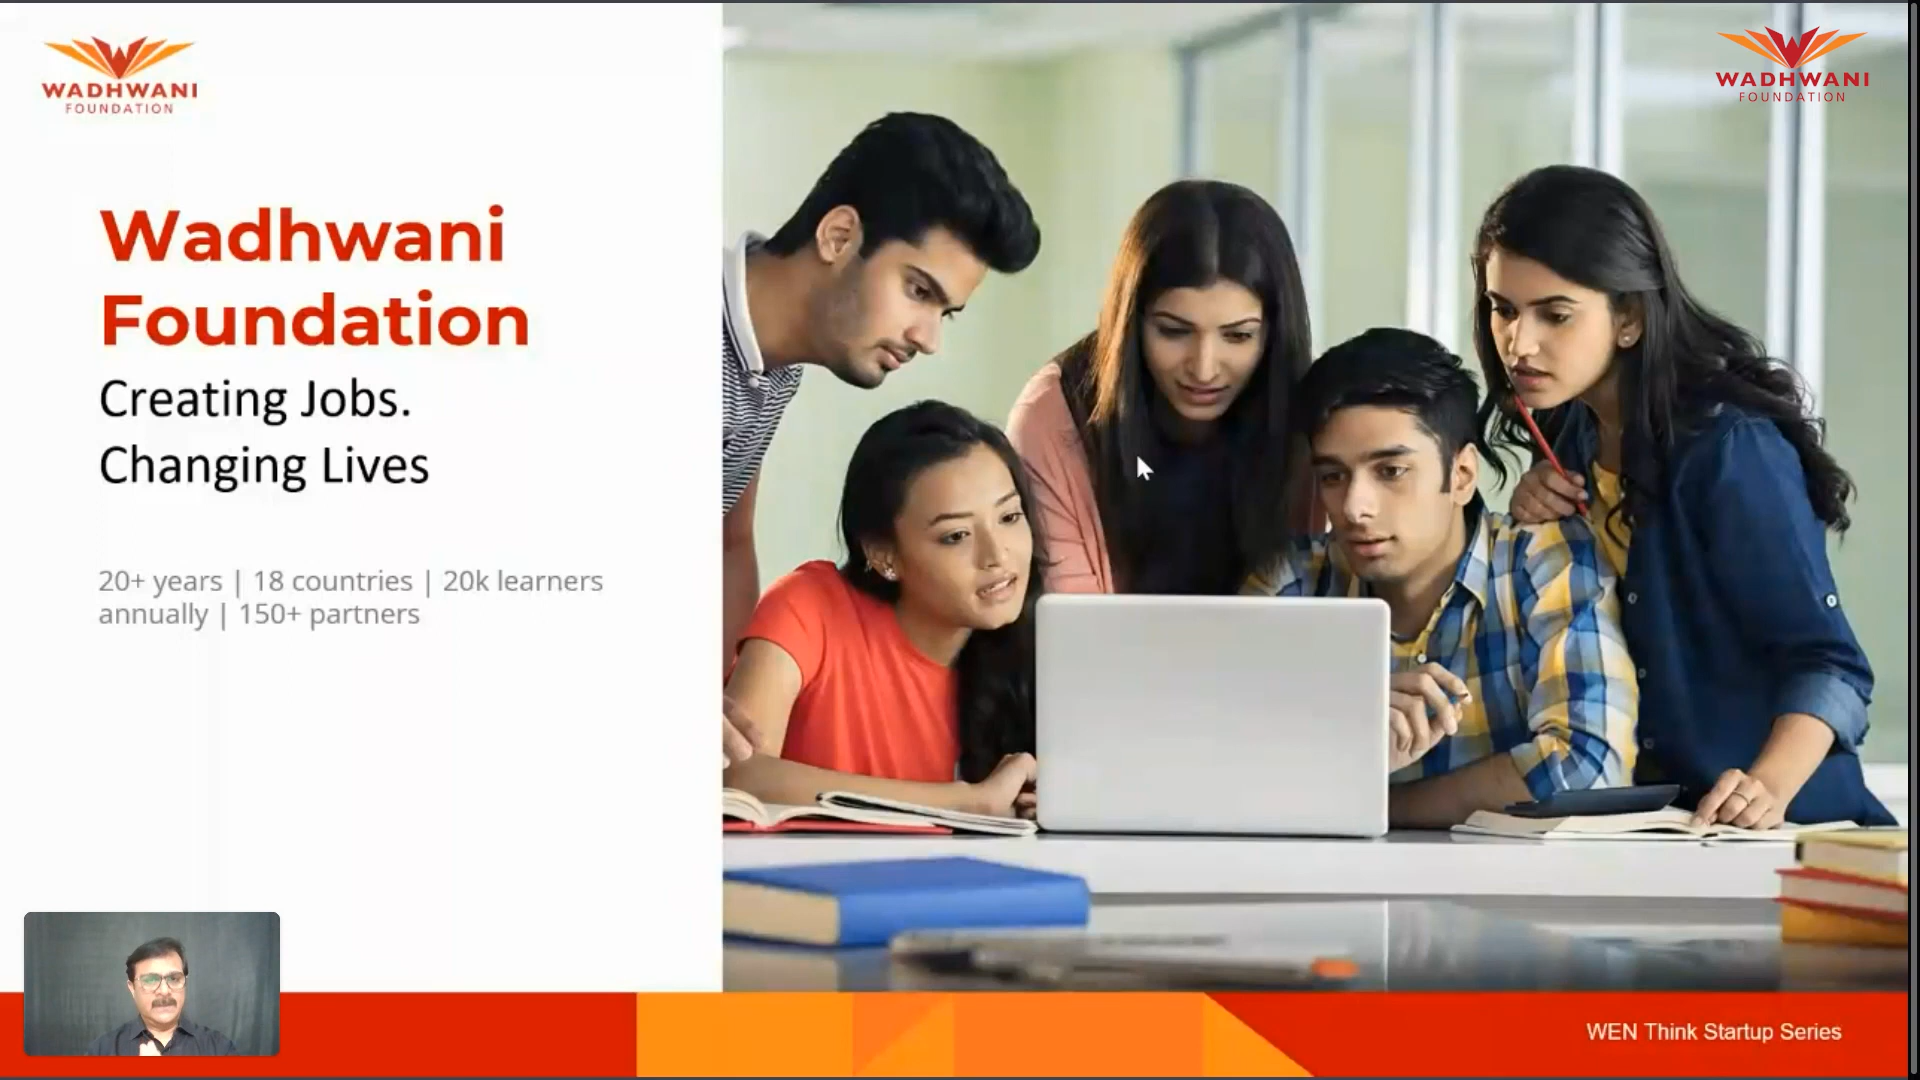 WADHWANI
FOUNDATION
WADHWANI
FOUNDATION
Wadhwani
Foundation
Creating Jobs.
Changing Lives
20+ years | 18 countries | 20k learners
annually | 150+ partners
WEN Think Startup Series